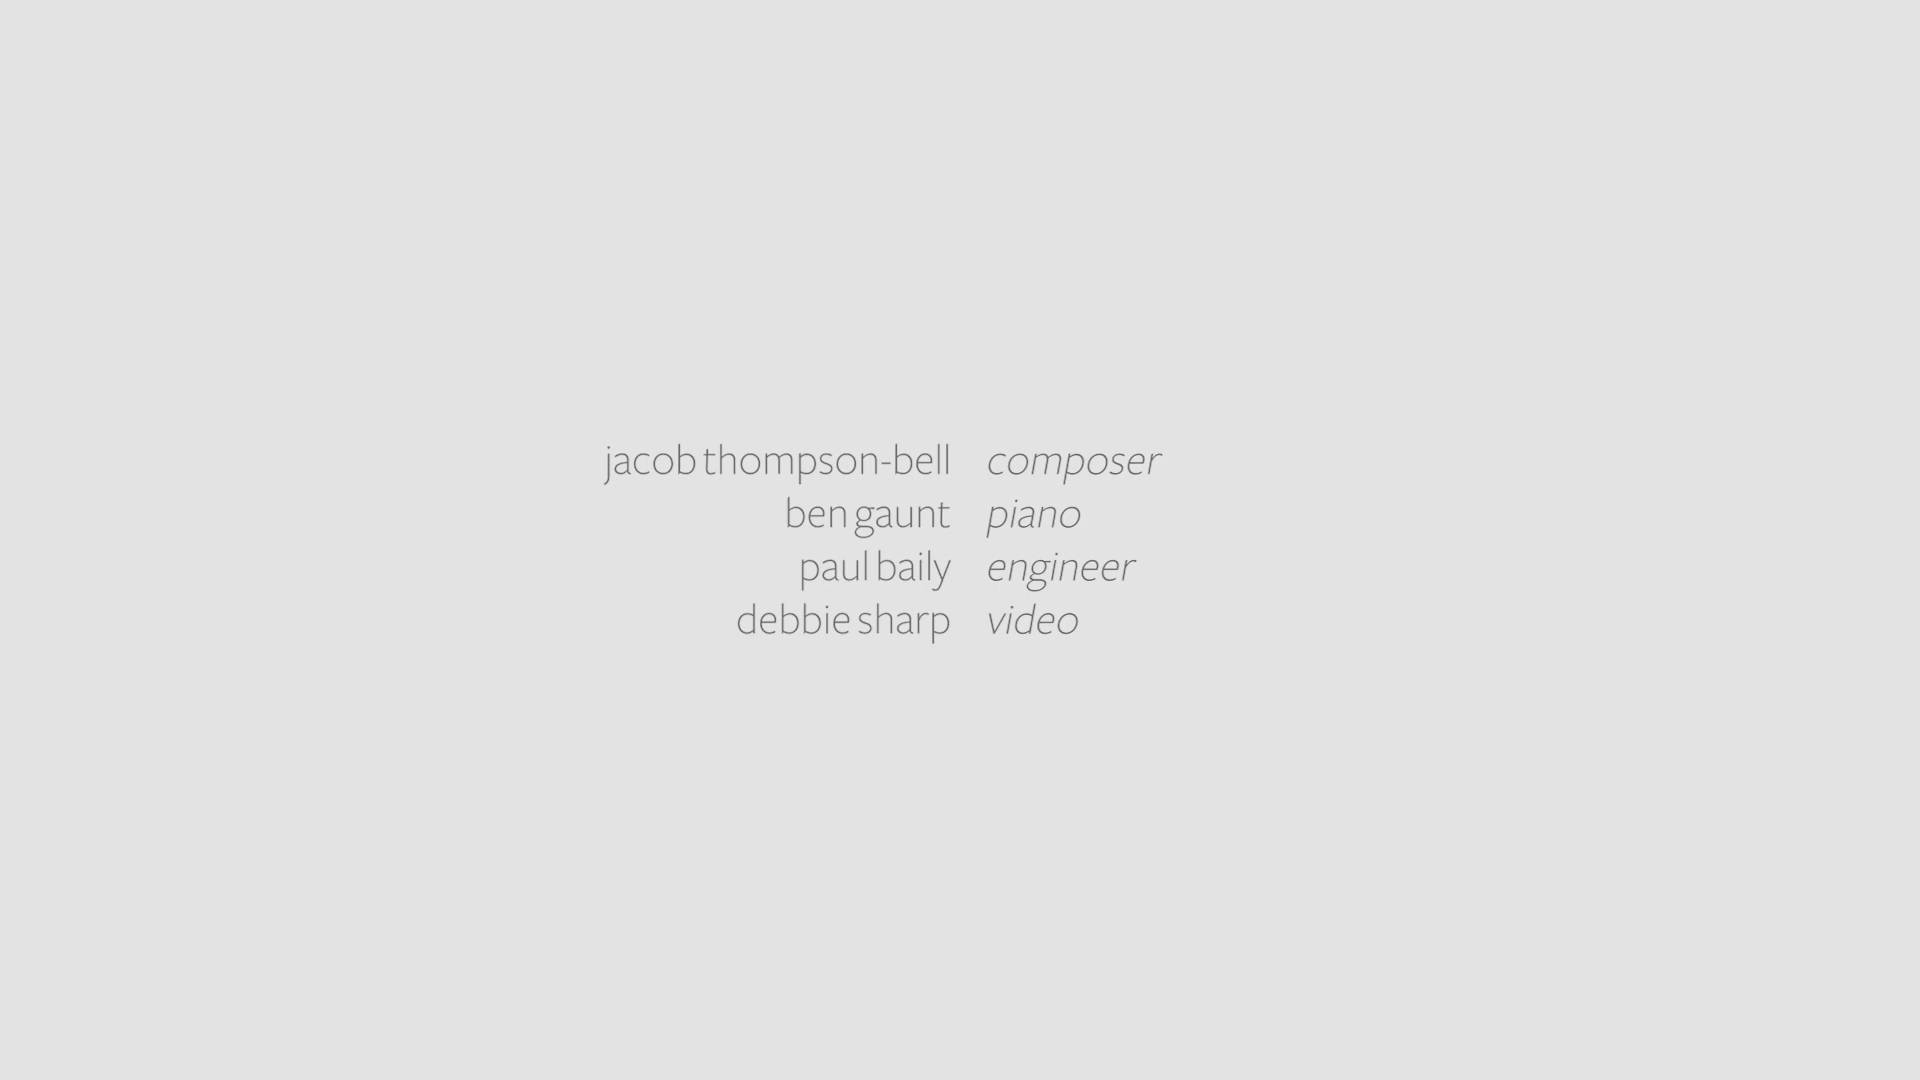 jacob thompson-bell composer
ben gaunt piano
paul baily engineer
debbie sharp video